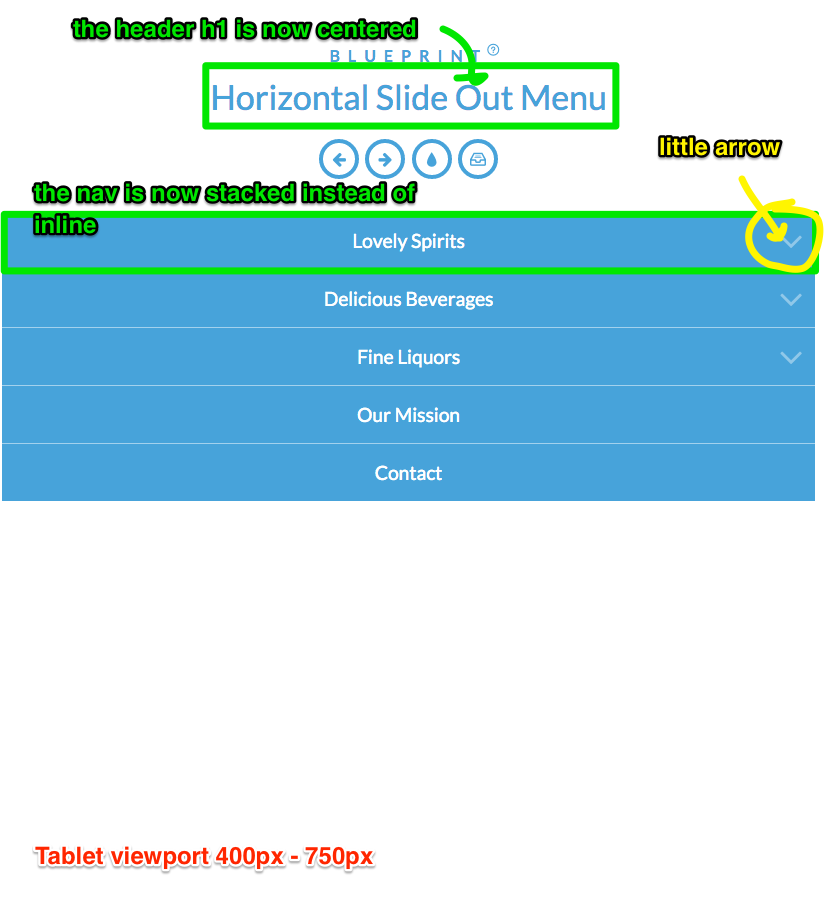 the header h1 is now centered
BLUEPRINT ?
Horizontal Slide Out Menu
little arrow
the nav is now stacked instead of
inline
Lovely Spirits
Delicious Beverages
Fine Liquors
Our Mission
Contact
Tablet viewport 400px - 750px